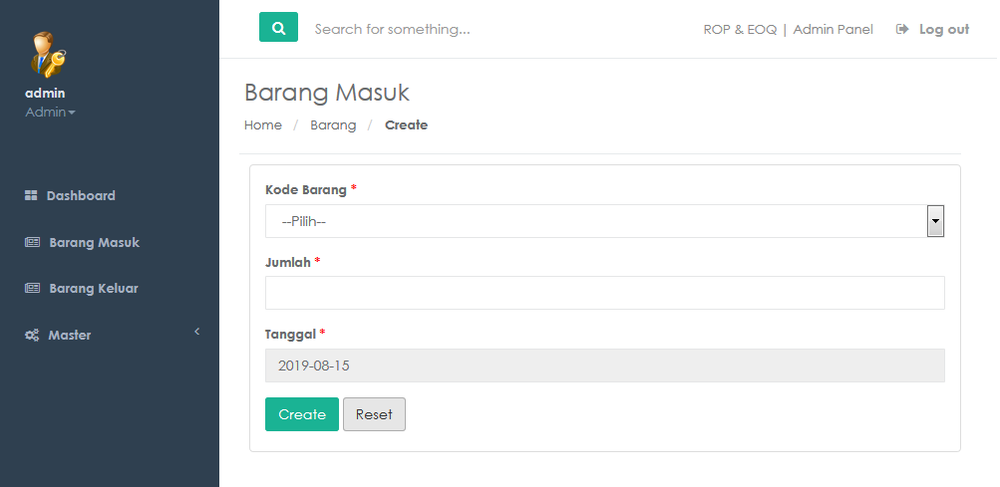 Search for something...
ROP & EOQ | Admin Panel
Log out
admin
Admin
Dashboard
Barang Masuk
Barang Keluar
Master
Barang Masuk
Home / Barang / Create
Kode Barang *
--Pilih--
Jumlah *
Tanggal *
2019-08-15
Create
Reset